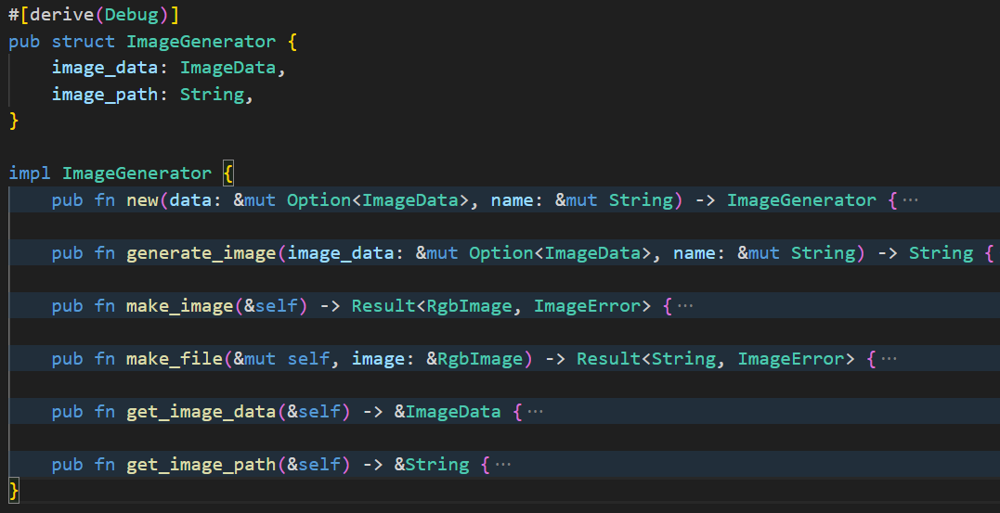 #[derive(Debug)]
pub struct ImageGenerator {
    image_data: ImageData,
    image_path: String,
}
impl ImageGenerator {
    pub fn new(data: &mut Option<ImageData>, name: &mut String) -> ImageGenerator {⋯
    pub fn generate_image(image_data: &mut Option<ImageData>, name: &mut String) -> String {
    pub fn make_image(&self) -> Result<RgbImage, ImageError> {⋯
    pub fn make_file(&mut self, image: &RgbImage) -> Result<String, ImageError> {⋯
    pub fn get_image_data(&self) -> &ImageData {⋯
    pub fn get_image_path(&self) -> &String {⋯
}